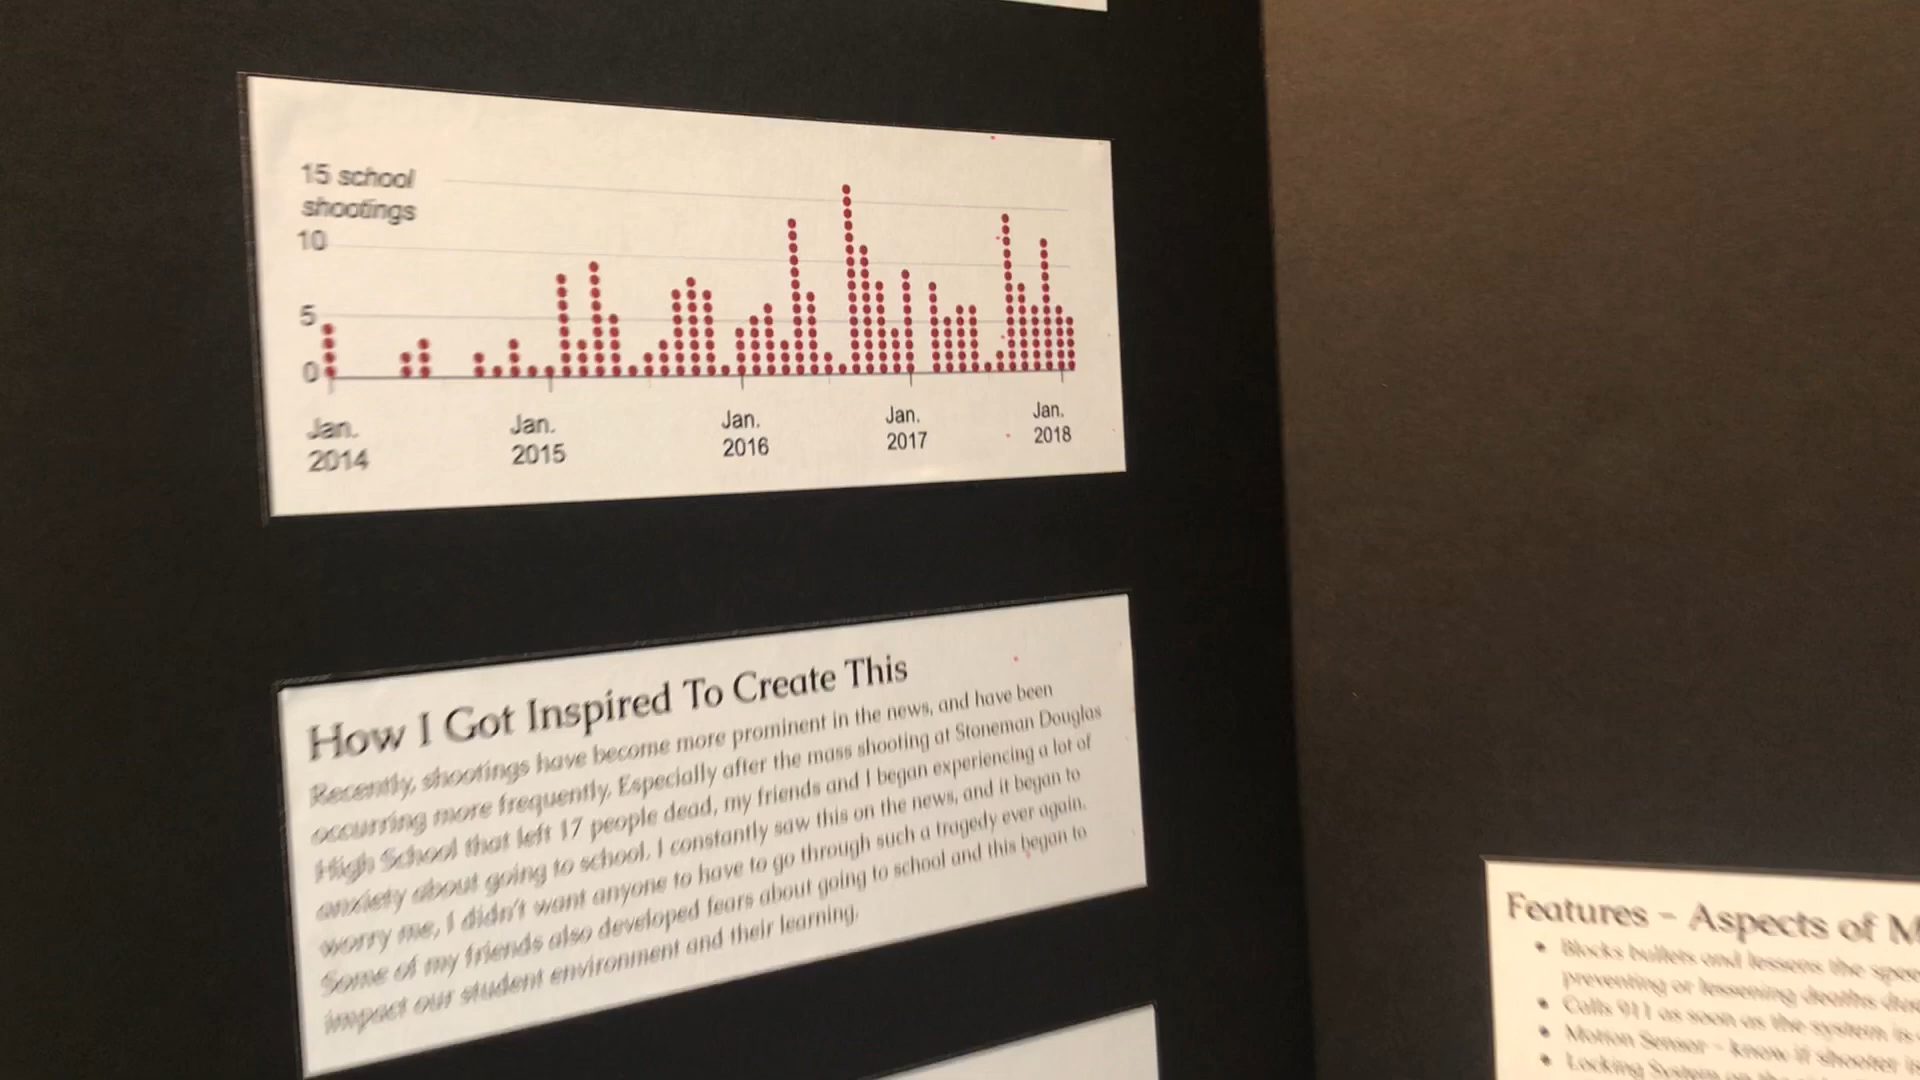 15 school
shootings
10
5
0
Jan.
2014
Jan.
2015
Jan.
2016
Jan.
2017
Jan.
2018
How I Got Inspired To Create This
Recently, shootings have become more prominent in the news, and have been
occurring more frequently. Especially after the mass shooting at Stoneman Douglas
High School that left 17 people dead, my friends and I began experiencing a lot of
anxiety about going to school. I constantly saw this on the news, and it began to
worry me, I didn't want anyone to have to go through such a tragedy ever again.
Some of my friends also developed fears about going to school and this began to
impact our student environment and their learning.
Features - Aspects of M
• Blocks bullets and lessens the spee
preventing or lessening deaths due
• Calls 911 as soon as the system is
• Motion Sensor - know if shooter is
• Locking System on the